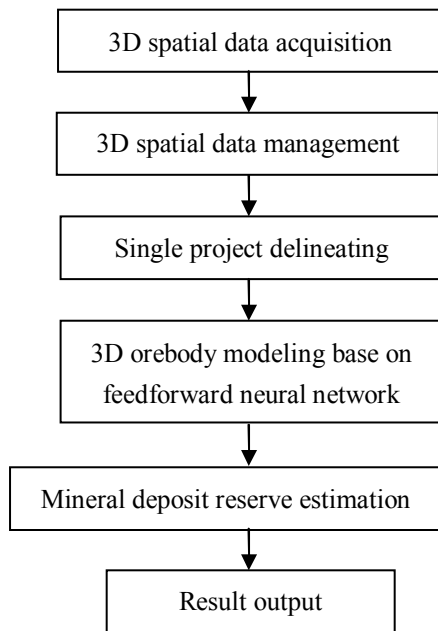 3D spatial data acquisition
3D spatial data management
Single project delineating
3D orebody modeling base on
feedforward neural network
Mineral deposit reserve estimation
Result output